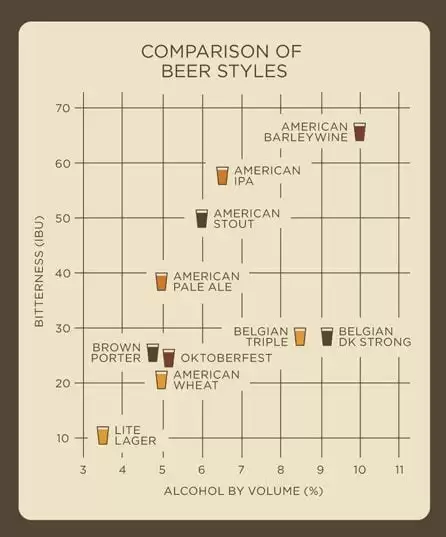 COMPARISON OF
BEER STYLES
70
AMERICAN
BARLEYWINE
60
AMERICAN
IPA
50
AMERICAN
STOUT
BITTERNESS (IBU)
40
AMERICAN
PALE ALE
30
BELGIAN
TRIPLE
BELGIAN
DK STRONG
BROWN
PORTER
OKTOBERFEST
20
AMERICAN
WHEAT
10
LITE
LAGER
3 4 5 6 7 8 9 10 11
ALCOHOL BY VOLUME (%)